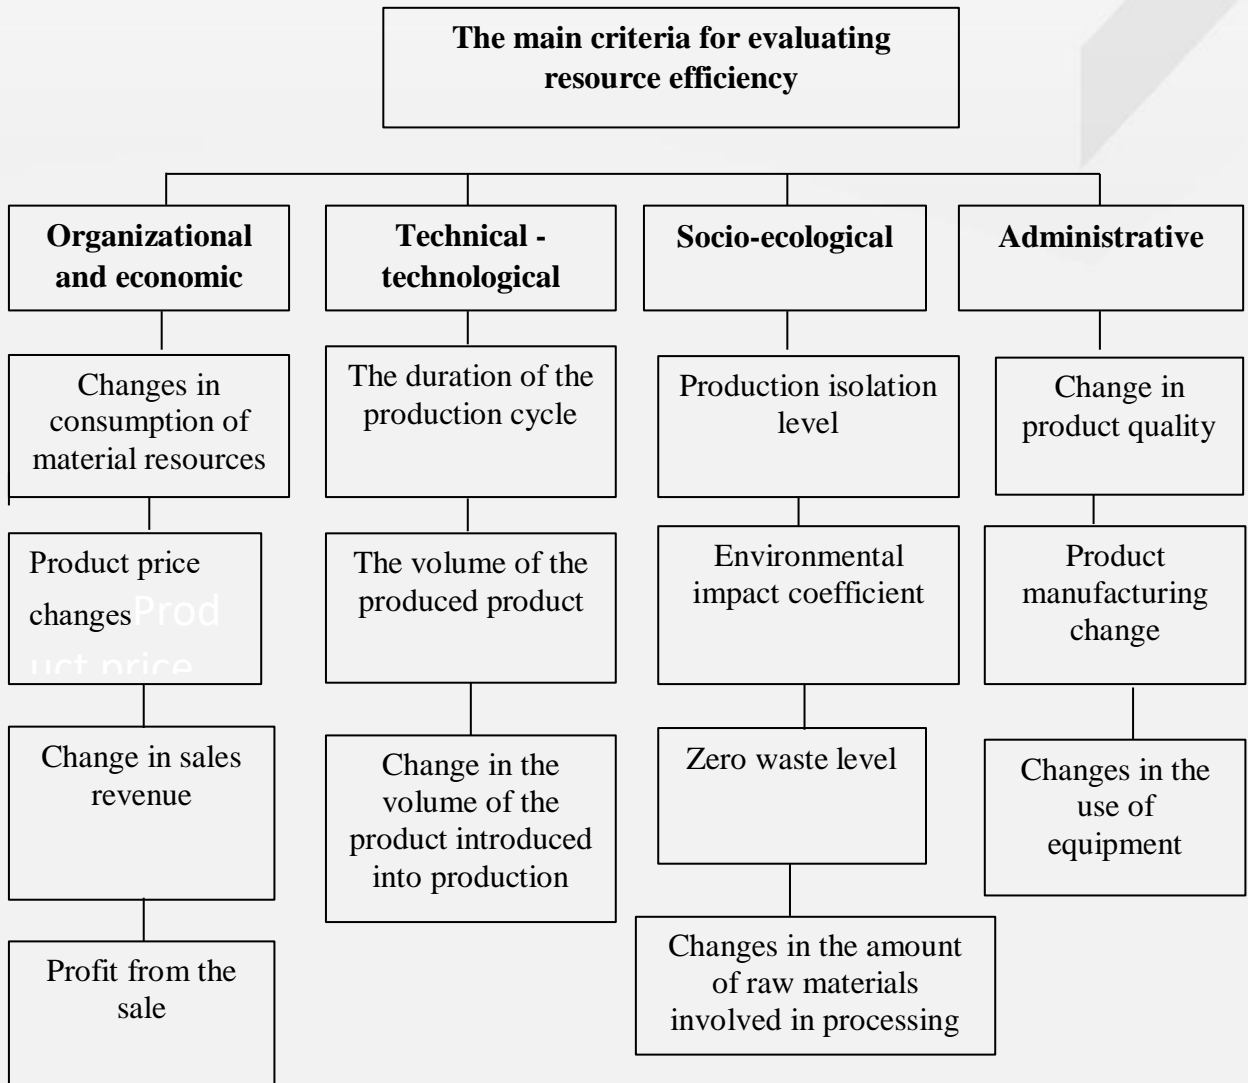 The main criteria for evaluating
resource efficiency
Organizational
and economic
Technical -
technological
Socio-ecological
Administrative
Changes in
consumption of
material resources
The duration of the
production cycle
Production isolation
level
Change in
product quality
Product price
changesProd
uct price
The volume of the
produced product
Environmental
impact coefficient
Product
manufacturing
change
Change in sales
revenue
Change in the
volume of the
product introduced
into production
Zero waste level
Changes in the
use of
equipment
Profit from the
sale
Changes in the amount
of raw materials
involved in processing